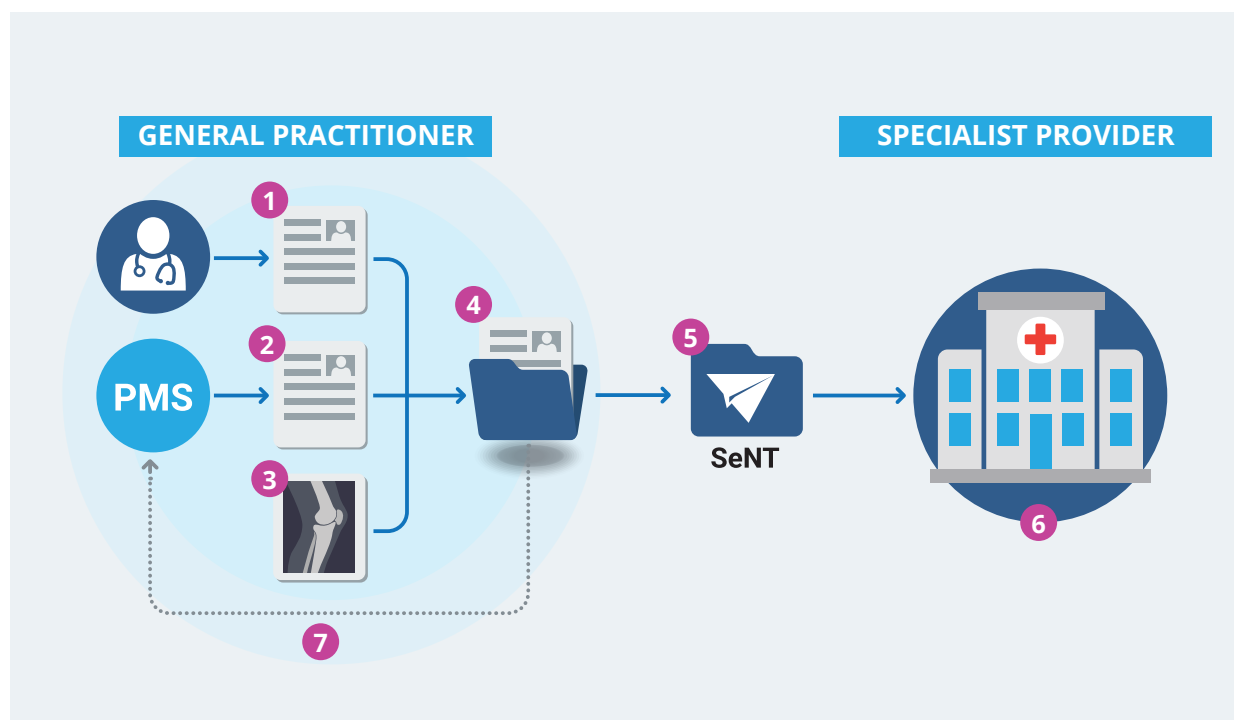 GENERAL PRACTITIONER
SPECIALIST PROVIDER
1
2
PMS
3
4
5
SeNT
6
7